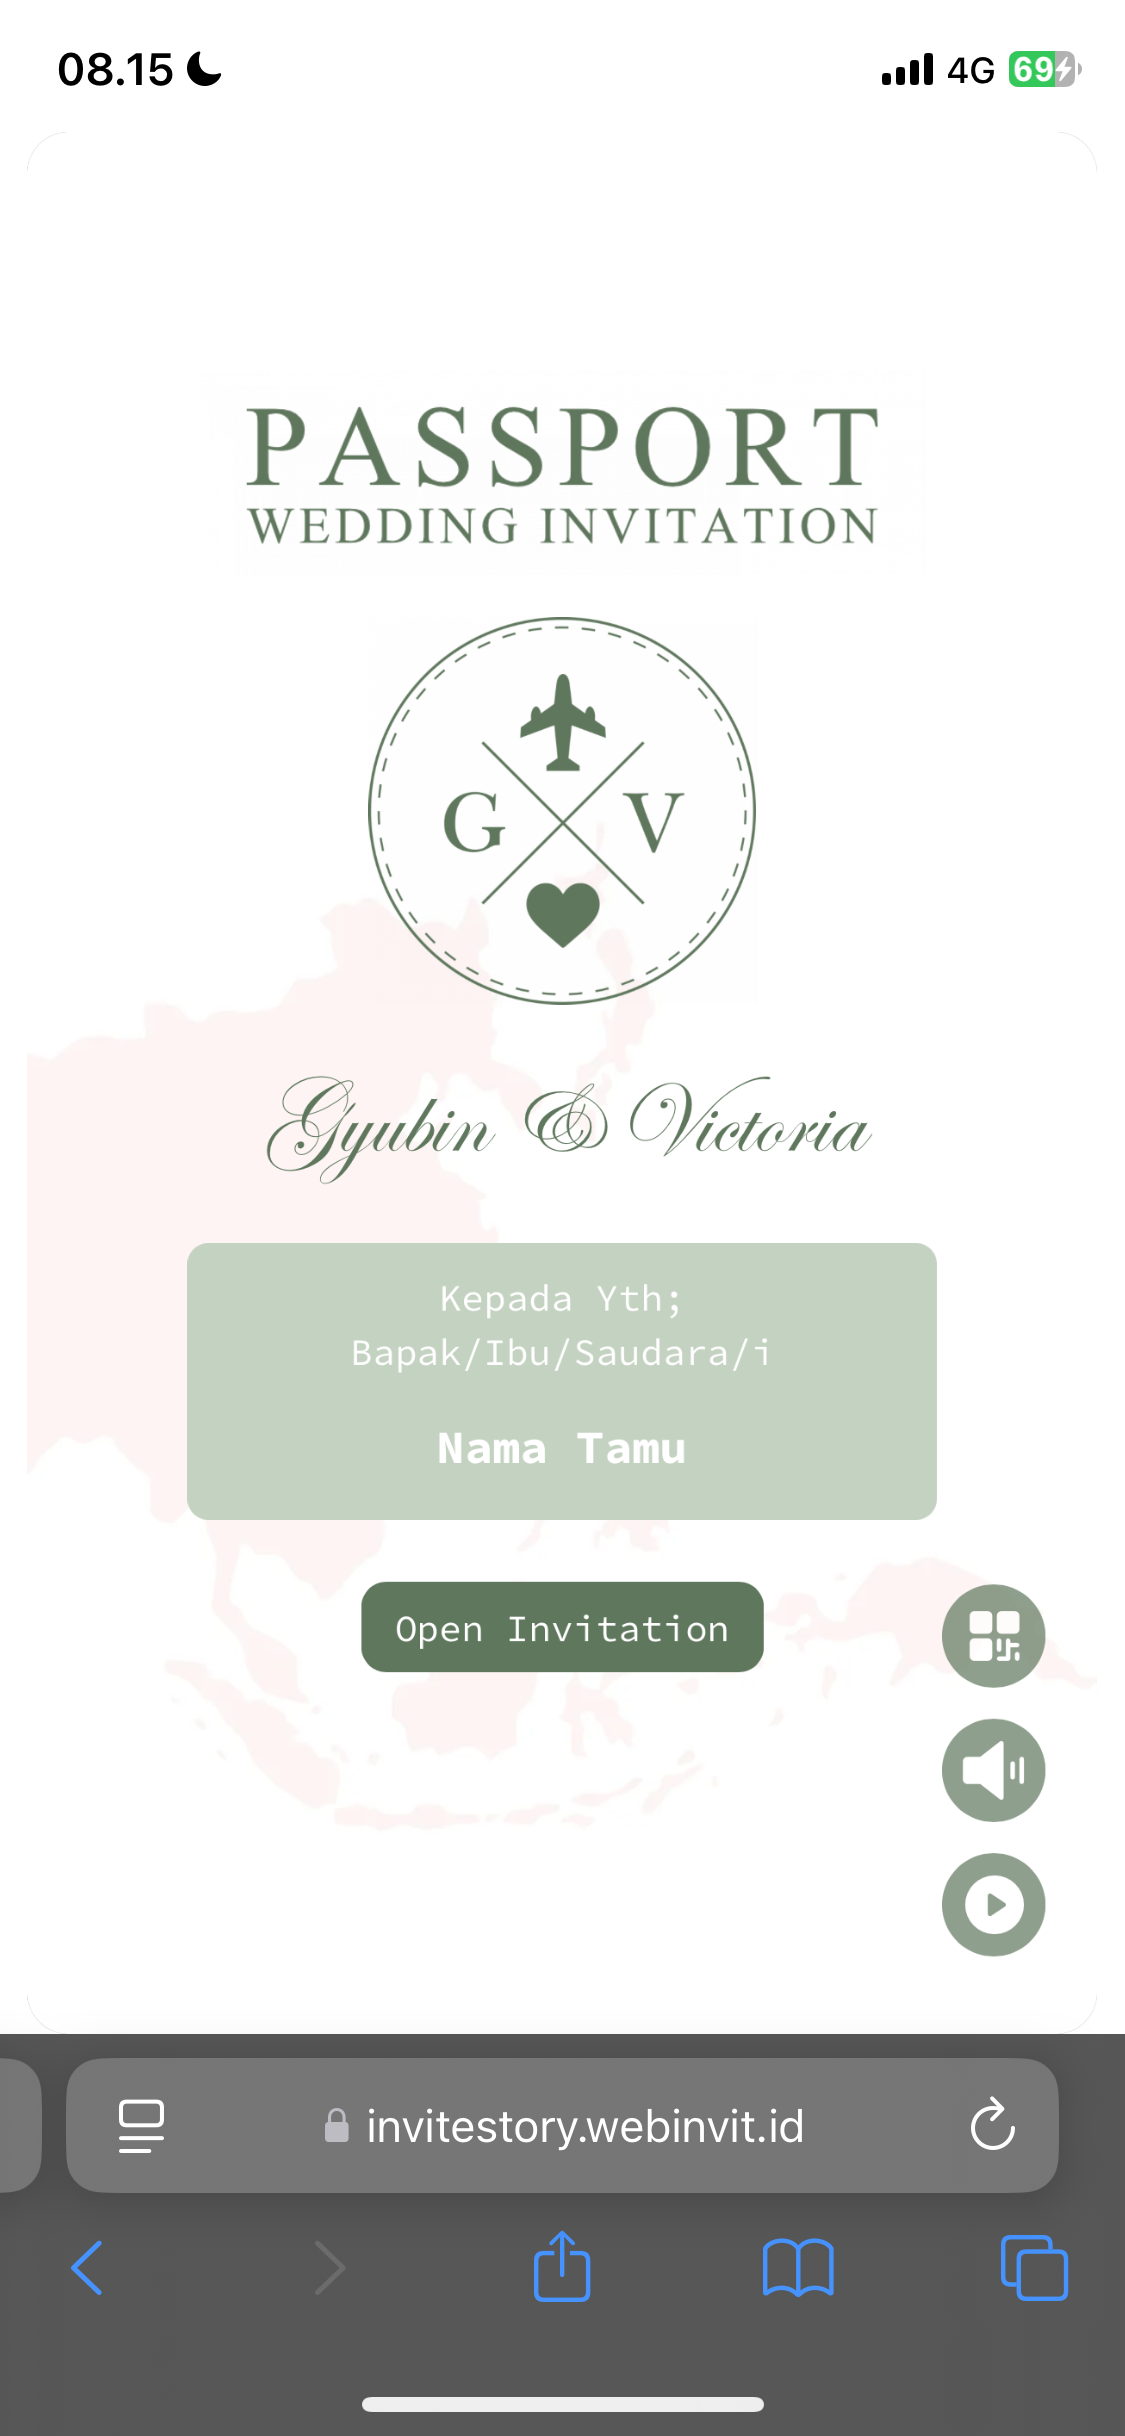 08.15
4G
69
PASSPORT
WEDDING INVITATION
G V
Gyubin & Victoria
Kepada Yth;
Bapak/Ibu/Saudara/i
Nama Tamu
Open Invitation
invitestory.webinvit.id